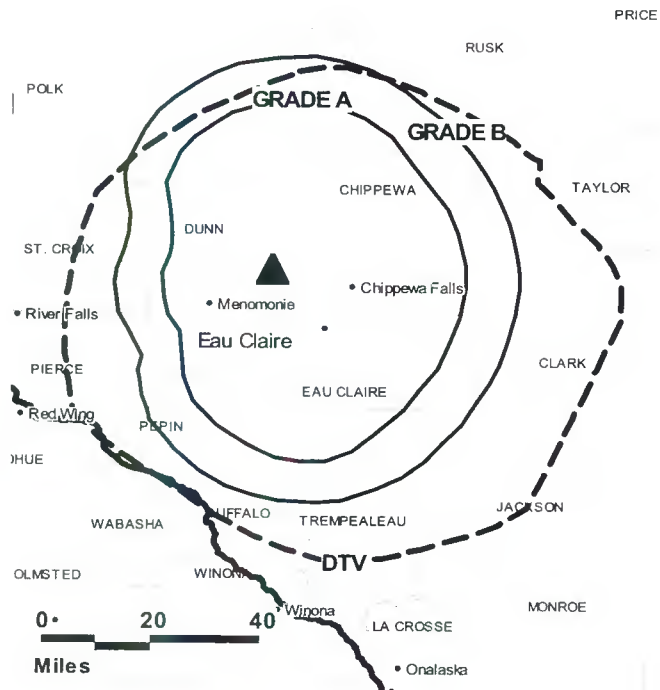 PRICE
RUSK
POLK
GRADE A
GRADE B
TAYLOR
CHIPPEWA
DUNN
ST. CROIX
Chippewa Falls
Menomonie
River Falls
Eau Claire
CLARK
PIERCE
EAU CLAIRE
Red Wing
PEPIN
JACKSON
TREMPEALEAU
WABASHA
DTV
OLMSTED
WINONA
MONROE
Winona
0 20 40
LA CROSSE
Miles
Onalaska